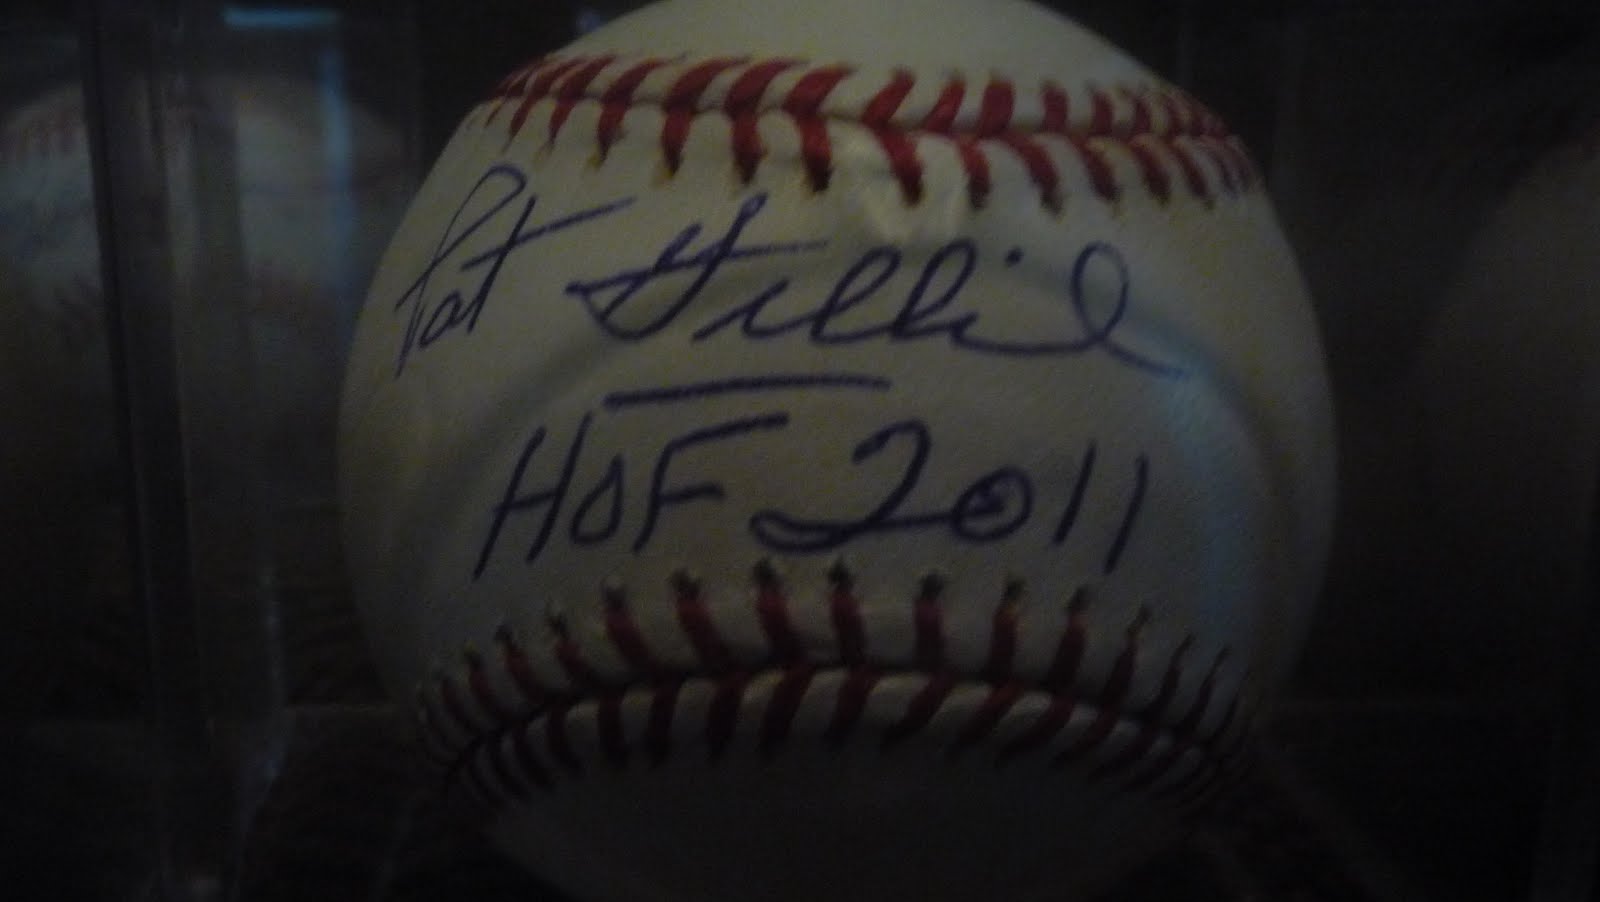 Pat Gillick
HOF 2011